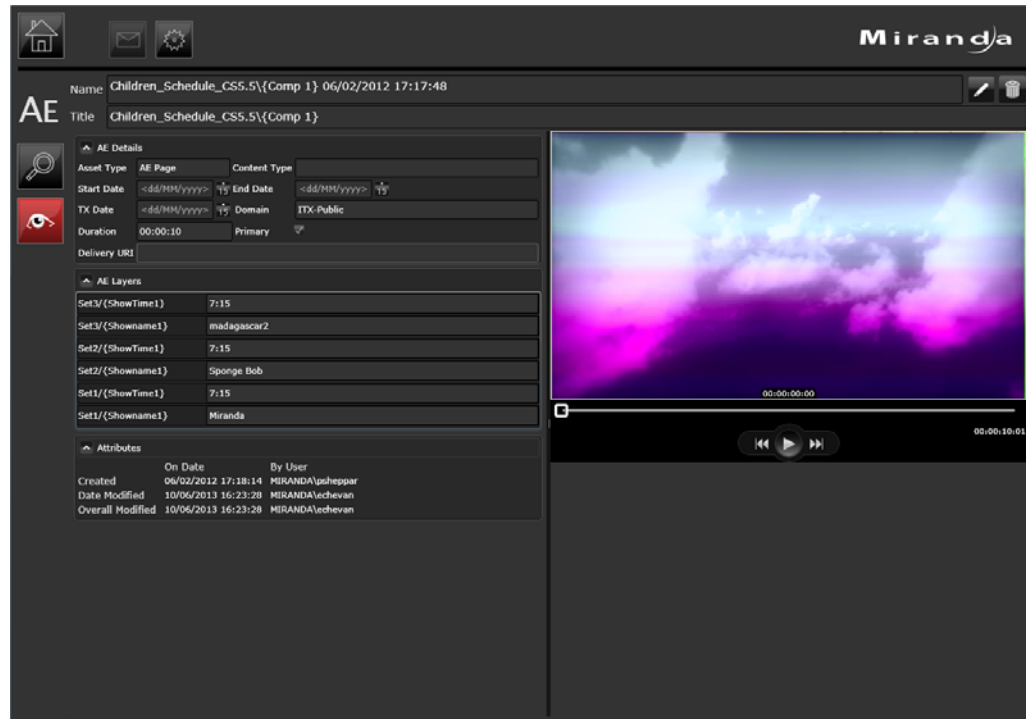 Miranda
Name Children_Schedule_CS5.5\{Comp 1} 06/02/2012 17:17:48
AE
Title Children_Schedule_CS5.5\{Comp 1}
AE Details
Asset Type AE Page Content Type
Start Date <dd/MM/yyyy> 15 End Date <dd/MM/yyyy> 15
TX Date <dd/MM/yyyy> 15 Domain ITX-Public
Duration 00:00:10 Primary
Delivery URI
AE Layers
Set3/{ShowTime1} 7:15
Set3/{Showname1} madagascar2
Set2/{ShowTime1} 7:15
Set2/{Showname1} Sponge Bob
Set1/{ShowTime1} 7:15
Set1/{Showname1} Miranda
Attributes
On Date By User
Created 06/02/2012 17:18:14 MIRANDA\psheppar
Date Modified 10/06/2013 16:23:28 MIRANDA\echevan
Overall Modified 10/06/2013 16:23:28 MIRANDA\echevan
00:00:00:00
00:00:10:01